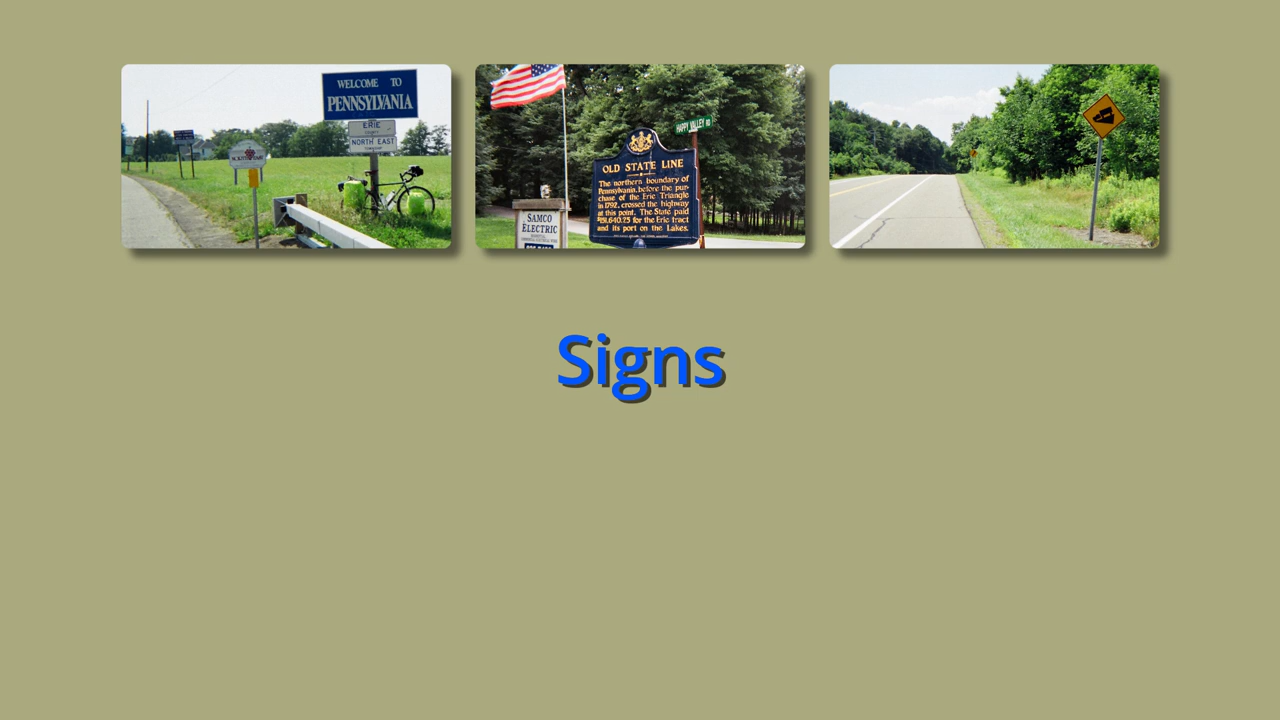 WELCOME TO
PENNSYLVANIA
ERIE
NORTH EAST
HAPPY VALLEY RD
OLD STATE LINE
The northern boundary of
Pennsylvania, before the pur-
chase of the Erie Triangle
in 1792, crossed the highway
at this point. The State paid
$151,640.25 for the Erie tract
and its port on the Lakes.
SAMCO
ELECTRIC
Signs